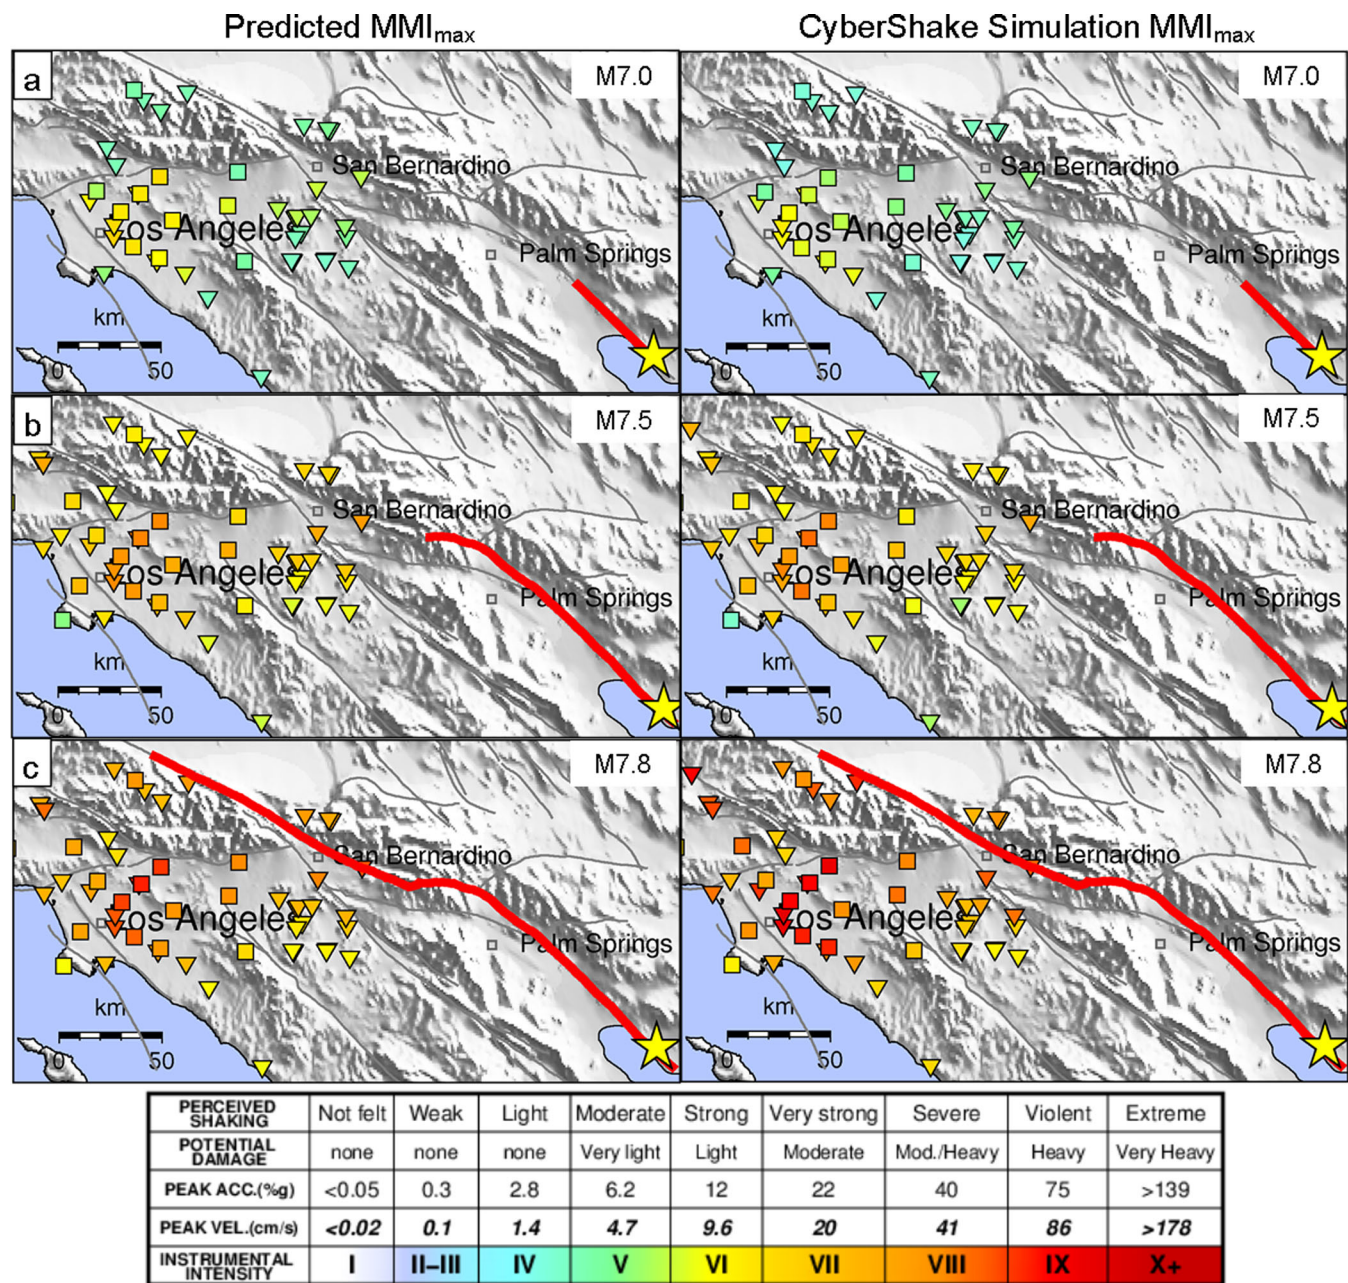 Predicted MMImax CyberShake Simulation MMImax
a M7.0 M7.0
San Bernardino San Bernardino
Los Angeles Los Angeles
Palm Springs Palm Springs
km km
0 50 0 50
b M7.5 M7.5
San Bernardino San Bernardino
Los Angeles Los Angeles
Palm Springs Palm Springs
km km
0 50 0 50
c M7.8 M7.8
San Bernardino San Bernardino
Los Angeles Los Angeles
Palm Springs Palm Springs
km km
0 50 0 50
PERCEIVED SHAKING Not felt Weak Light Moderate Strong Very strong Severe Violent Extreme
POTENTIAL DAMAGE none none none Very light Light Moderate Mod./Heavy Heavy Very Heavy
PEAK ACC.(%g) <0.05 0.3 2.8 6.2 12 22 40 75 >139
PEAK VEL.(cm/s) <0.02 0.1 1.4 4.7 9.6 20 41 86 >178
INSTRUMENTAL INTENSITY I II–III IV V VI VII VIII IX X+